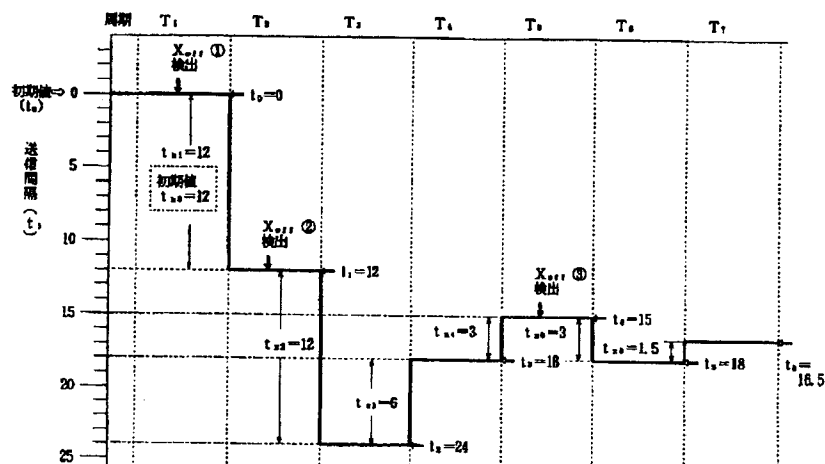 周期 T₁ T₂ T₃ T₄ T₅ T₆ T₇
Xoff ①
検出
初期値⇒ 0
(t₀)
t₀=0
送信間隔(t)
tn1=12
5
初期値
tn0=12
Xoff ②
検出
10
t₁=12
Xoff ③
検出
15
tn4=3
tn5=3
t₄=15
tn2=12
t₃=18
tn6=1.5
t₅=18
t₆=
16.5
20
tn3=6
t₂=24
25